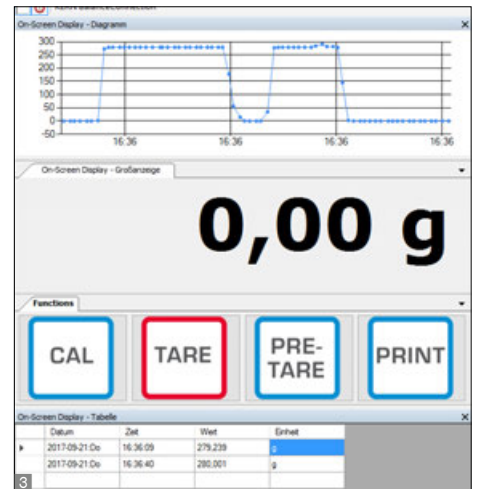 KERN BalanceConnection
On-Screen Display - Diagramm
300
250
200
150
100
50
0
-50
16:36 16:36 16:36 16:36
On-Screen Display - Großanzeige
0,00 g
Functions
CAL TARE PRE-TARE PRINT
On-Screen Display - Tabelle
Datum Zeit Wert Einheit
2017-09-21:Do 16:36:09 279,239 g
2017-09-21:Do 16:36:40 280,001 g
3